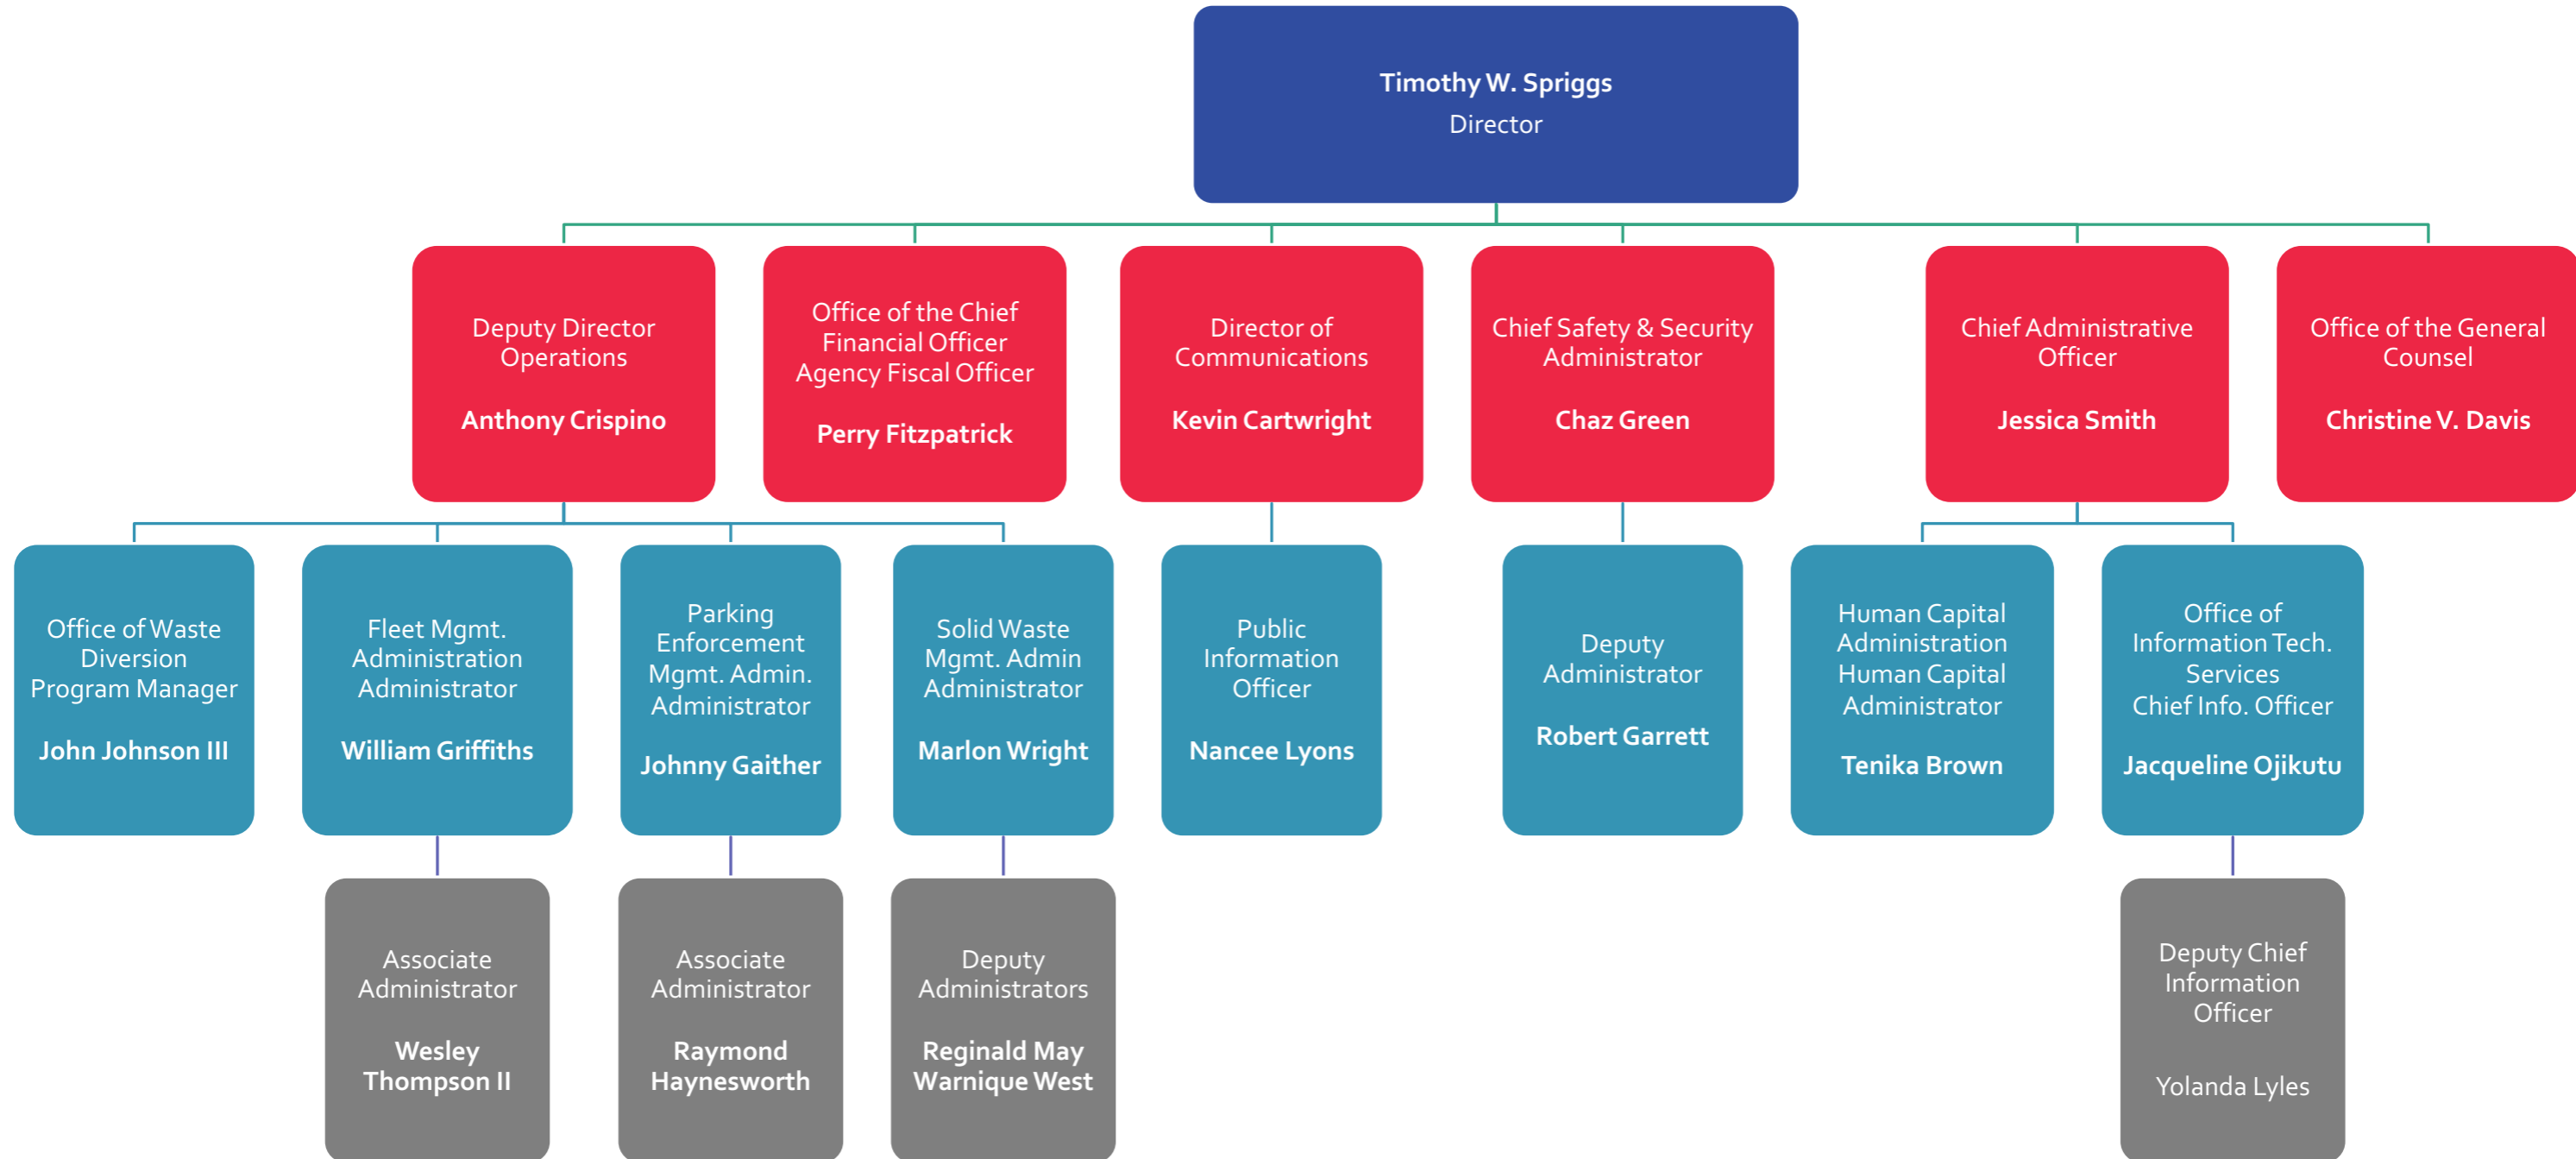 Timothy W. Spriggs
Director
Deputy Director
Operations
Anthony Crispino
Office of the Chief
Financial Officer
Agency Fiscal Officer
Perry Fitzpatrick
Director of
Communications
Kevin Cartwright
Chief Safety & Security
Administrator
Chaz Green
Chief Administrative
Officer
Jessica Smith
Office of the General
Counsel
Christine V. Davis
Office of Waste
Diversion
Program Manager
John Johnson III
Fleet Mgmt.
Administration
Administrator
William Griffiths
Parking
Enforcement
Mgmt. Admin.
Administrator
Johnny Gaither
Solid Waste
Mgmt. Admin
Administrator
Marlon Wright
Public
Information
Officer
Nancee Lyons
Deputy
Administrator
Robert Garrett
Human Capital
Administration
Human Capital
Administrator
Tenika Brown
Office of
Information Tech.
Services
Chief Info. Officer
Jacqueline Ojikutu
Associate
Administrator
Wesley
Thompson II
Associate
Administrator
Raymond
Haynesworth
Deputy
Administrators
Reginald May
Warnique West
Deputy Chief
Information
Officer
Yolanda Lyles